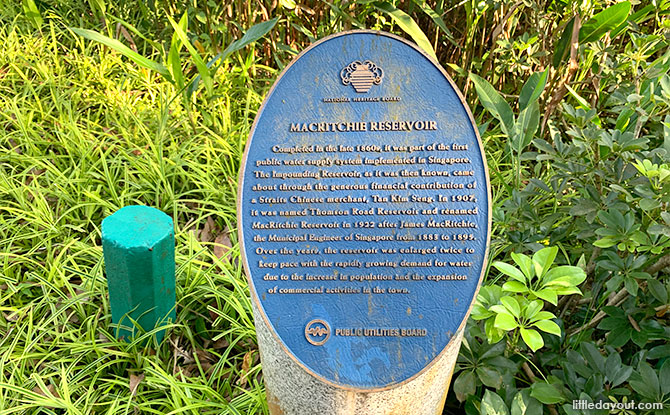 NATIONAL HERITAGE BOARD
MACRITCHIE RESERVOIR
Completed in the late 1860s, it was part of the first
public water supply system implemented in Singapore.
The Impounding Reservoir, as it was then known, came
about through the generous financial contribution of
a Straits Chinese merchant, Tan Kim Seng. In 1907,
it was named Thomson Road Reservoir and renamed
MacRitchie Reservoir in 1922 after James MacRitchie,
the Municipal Engineer of Singapore from 1883 to 1895.
Over the years, the reservoir was enlarged twice to
keep pace with the rapidly growing demand for water
due to the increase in population and the expansion
of commercial activities in the town.
PUBLIC UTILITIES BOARD
littledayout.com